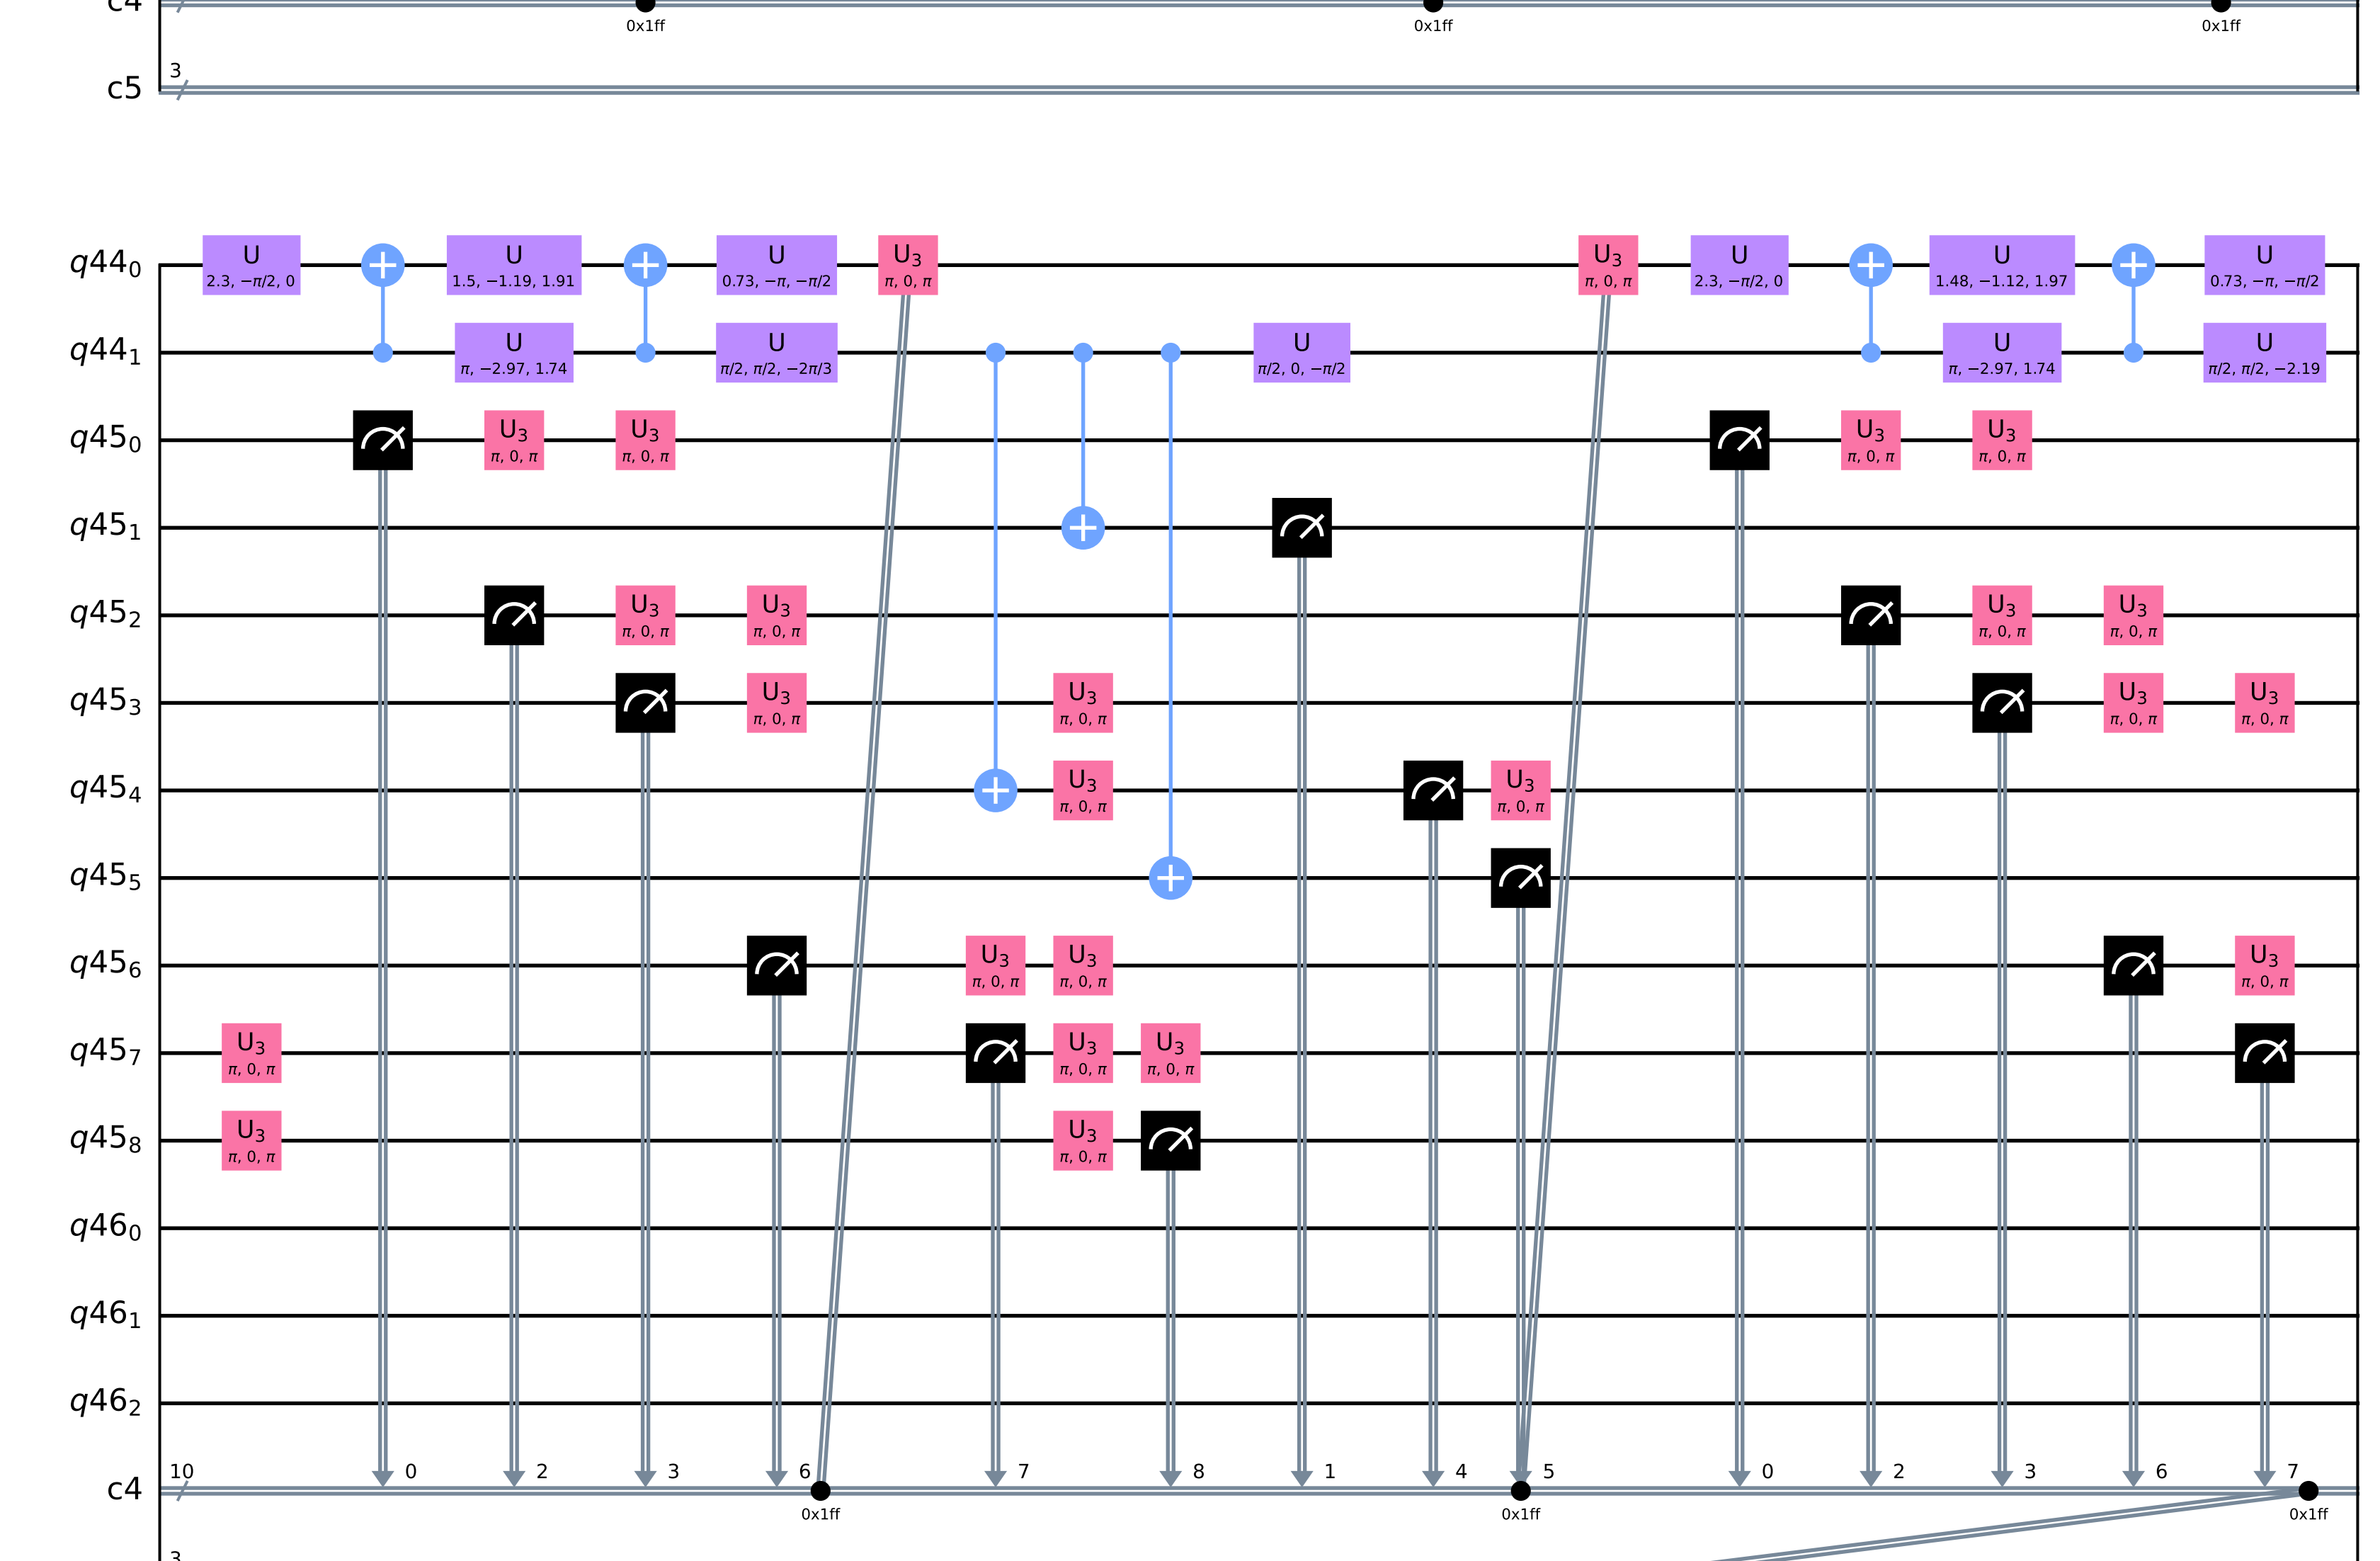 c4
0x1ff 0x1ff 0x1ff
3
c5
q44₀ U 2.3, −π/2, 0 U 1.5, −1.19, 1.91 U 0.73, −π, −π/2 U₃ π, 0, π U₃ π, 0, π U 2.3, −π/2, 0 U 1.48, −1.12, 1.97 U 0.73, −π, −π/2
q44₁ U π, −2.97, 1.74 U π/2, π/2, −2π/3 U π/2, 0, −π/2 U π, −2.97, 1.74 U π/2, π/2, −2.19
q45₀ U₃ π, 0, π U₃ π, 0, π U₃ π, 0, π U₃ π, 0, π
q45₁
q45₂ U₃ π, 0, π U₃ π, 0, π U₃ π, 0, π U₃ π, 0, π
q45₃ U₃ π, 0, π U₃ π, 0, π U₃ π, 0, π U₃ π, 0, π
q45₄ U₃ π, 0, π U₃ π, 0, π
q45₅
q45₆ U₃ π, 0, π U₃ π, 0, π U₃ π, 0, π
q45₇ U₃ π, 0, π U₃ π, 0, π U₃ π, 0, π
q45₈ U₃ π, 0, π U₃ π, 0, π
q46₀
q46₁
q46₂
10 0 2 3 6 7 8 1 4 5 0 2 3 6 7
c4
0x1ff 0x1ff 0x1ff
3